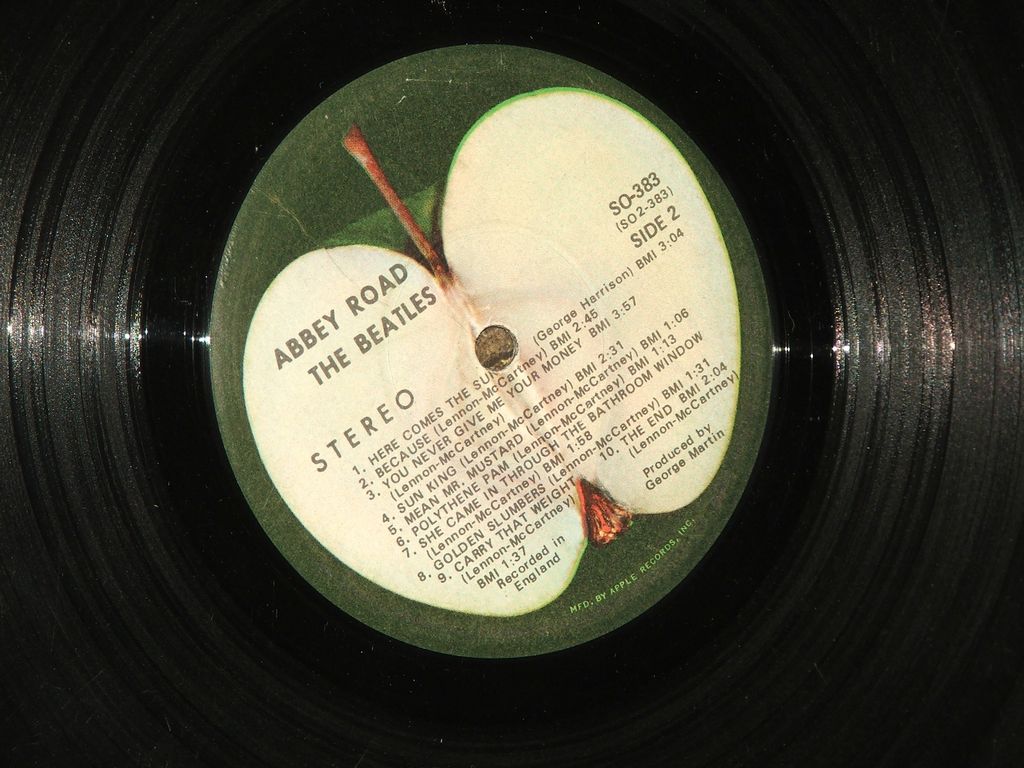 ABBEY ROAD
THE BEATLES
STEREO
SO-383
(SO2-383)
SIDE 2
1. HERE COMES THE SUN (George Harrison) BMI 3:04
2. BECAUSE (Lennon-McCartney) BMI 2:45
3. YOU NEVER GIVE ME YOUR MONEY BMI 3:57
(Lennon-McCartney)
4. SUN KING (Lennon-McCartney) BMI 2:31
5. MEAN MR. MUSTARD (Lennon-McCartney) BMI 1:06
6. POLYTHENE PAM (Lennon-McCartney) BMI 1:13
7. SHE CAME IN THROUGH THE BATHROOM WINDOW
(Lennon-McCartney) BMI 1:58
8. GOLDEN SLUMBERS (Lennon-McCartney) BMI 1:31
9. CARRY THAT WEIGHT
(Lennon-McCartney)
BMI 1:37
10. THE END BMI 2:04
(Lennon-McCartney)
Recorded in
England
Produced by
George Martin
MFD. BY APPLE RECORDS, INC.